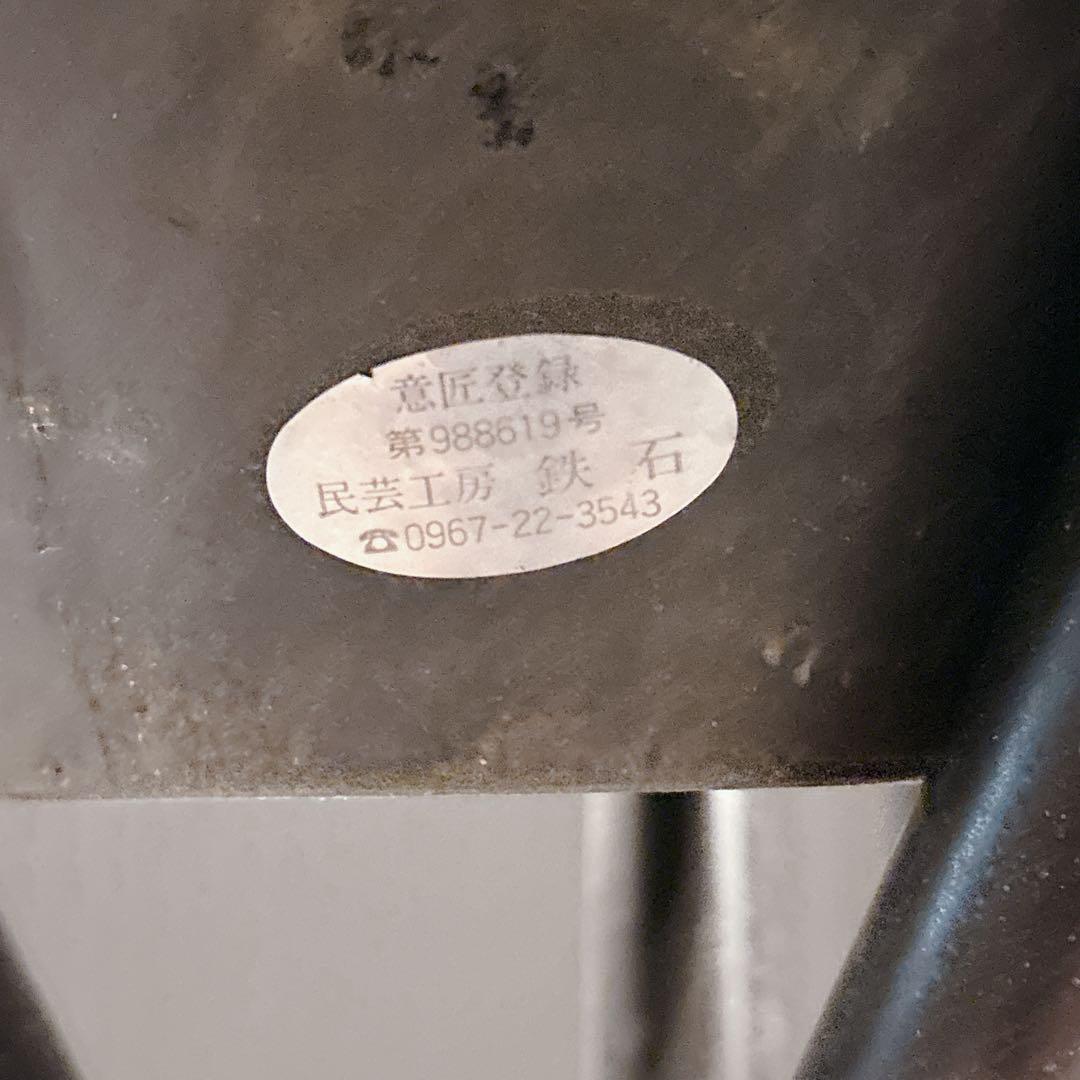 意匠登録
第988619号
民芸工房 鉄 石
☎0967-22-3543